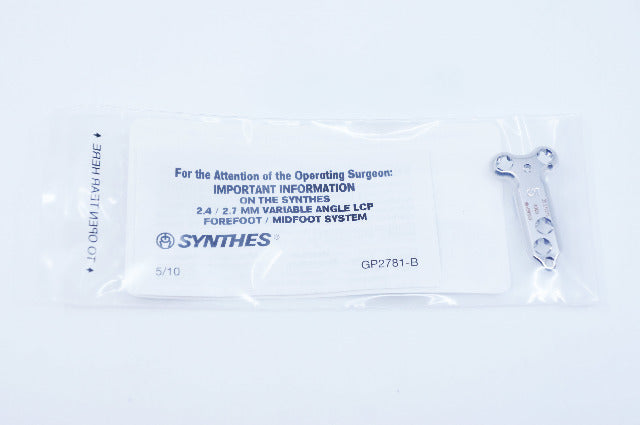 For the Attention of the Operating Surgeon:
IMPORTANT INFORMATION
ON THE SYNTHES
2.4 / 2.7 MM VARIABLE ANGLE LCP
FOREFOOT / MIDFOOT SYSTEM
SYNTHES®
5/10
GP2781-B
TO OPEN TEAR HERE